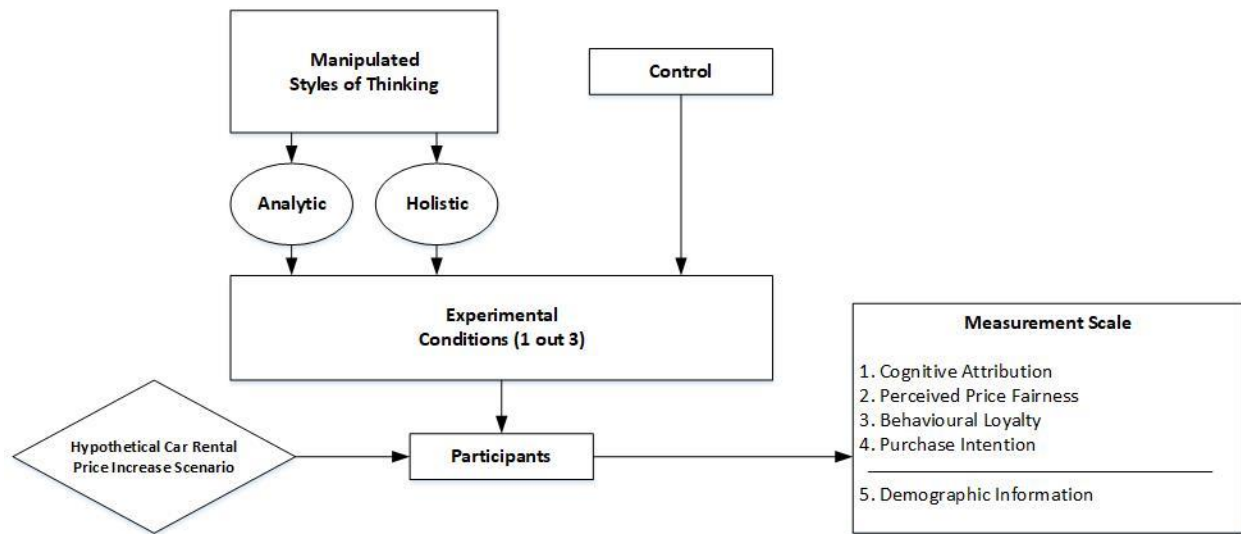 Manipulated
Styles of Thinking
Control
Analytic
Holistic
Experimental
Conditions (1 out 3)
Measurement Scale
1. Cognitive Attribution
2. Perceived Price Fairness
3. Behavioural Loyalty
4. Purchase Intention
5. Demographic Information
Hypothetical Car Rental
Price Increase Scenario
Participants